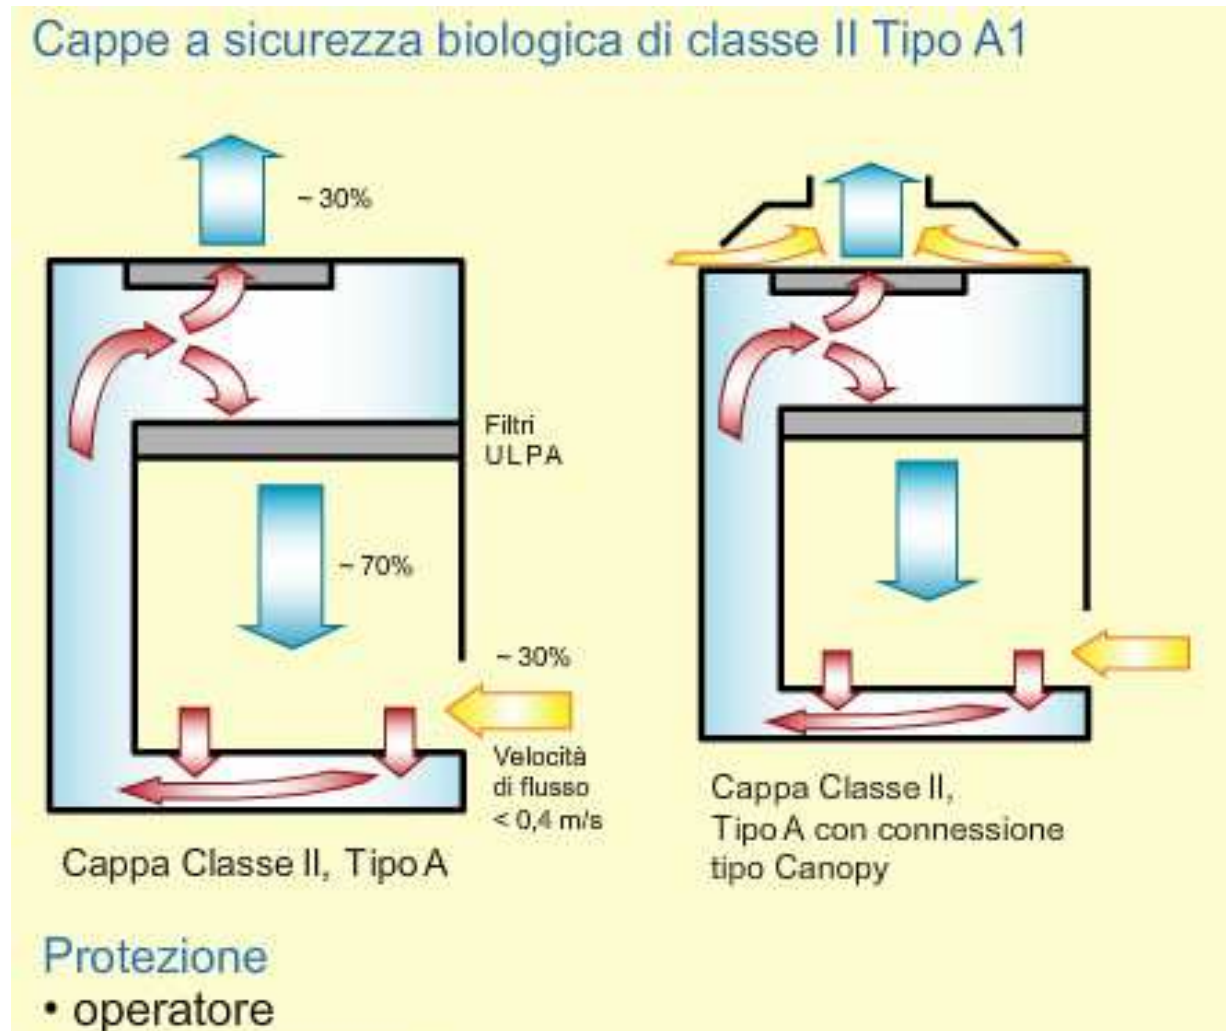 Cappe a sicurezza biologica di classe II Tipo A1
~ 30%
Filtri
ULPA
~ 70%
~ 30%
Velocità
di flusso
< 0,4 m/s
Cappa Classe II, Tipo A
Cappa Classe II,
Tipo A con connessione
tipo Canopy
Protezione
• operatore